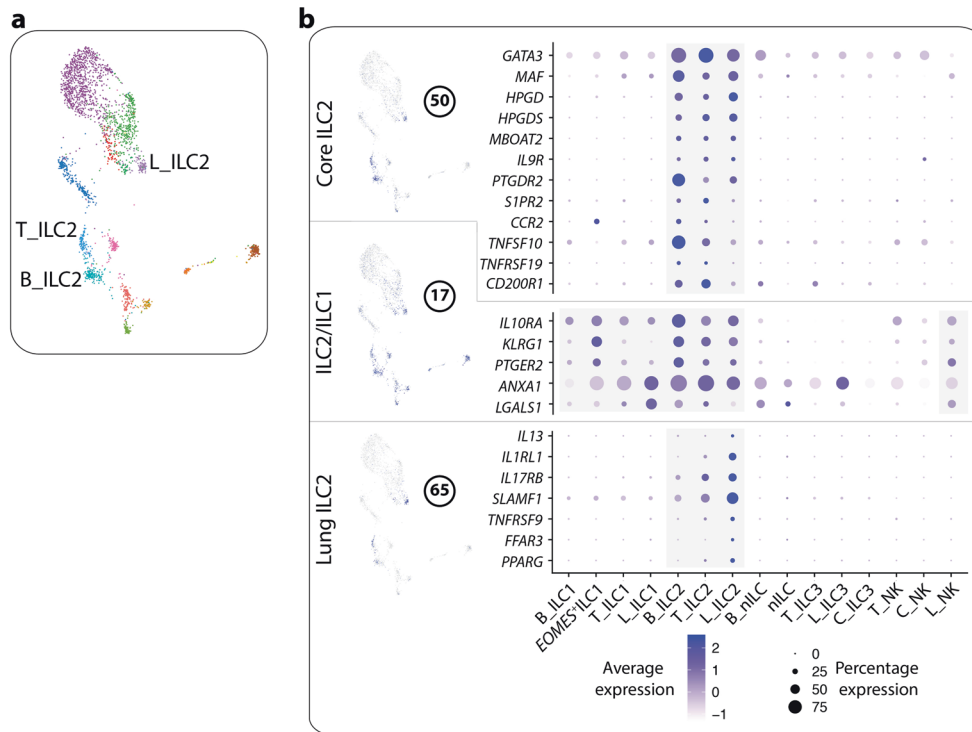 a
L_ILC2
T_ILC2
B_ILC2
b
Core ILC2
50
GATA3
MAF
HPGD
HPGDS
MBOAT2
IL9R
PTGDR2
S1PR2
CCR2
TNFSF10
TNFRSF19
CD200R1
ILC2/ILC1
17
IL10RA
KLRG1
PTGER2
ANXA1
LGALS1
Lung ILC2
65
IL13
IL1RL1
IL17RB
SLAMF1
TNFRSF9
FFAR3
PPARG
B_ILC1
EOMES+ILC1
T_ILC1
L_ILC1
B_ILC2
T_ILC2
L_ILC2
B_nILC
nILC
T_ILC3
L_ILC3
C_ILC3
T_NK
C_NK
L_NK
Average
expression
2
1
0
−1
0
25
50
75
Percentage
expression